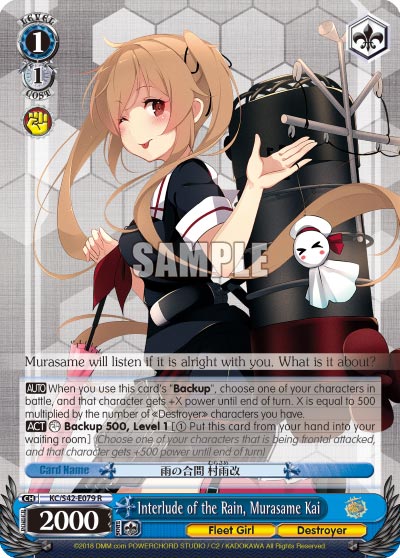 LEVEL
1
1
COST
SAMPLE
Murasame will listen if it is alright with you. What is it about?
AUTO When you use this card's "Backup", choose one of your characters in
battle, and that character gets +X power until end of turn. X is equal to 500
multiplied by the number of «Destroyer» characters you have.
ACT Backup 500, Level 1 [① Put this card from your hand into your
waiting room] (Choose one of your characters that is being frontal attacked,
and that character gets +500 power until end of turn)
Card Name
雨の合間 村雨改
CH
KC/S42-E079 R
Interlude of the Rain, Murasame Kai
POWER
2000
Fleet Girl
Destroyer
©2018 DMM.com POWERCHORD STUDIO / C2 / KADOKAWA All Rights Reserved.